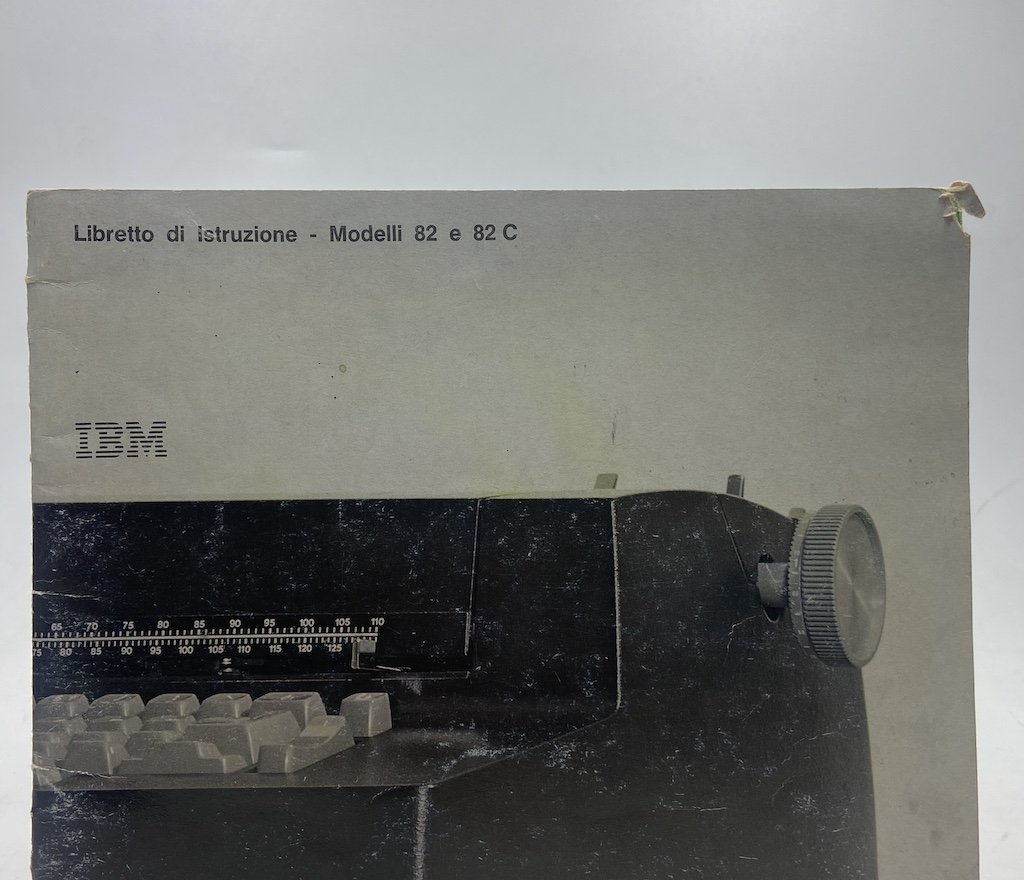 Libretto di istruzione - Modelli 82 e 82 C
IBM
65 70 75 80 85 90 95 100 105 110
75 80 85 90 95 100 105 110 115 120 125